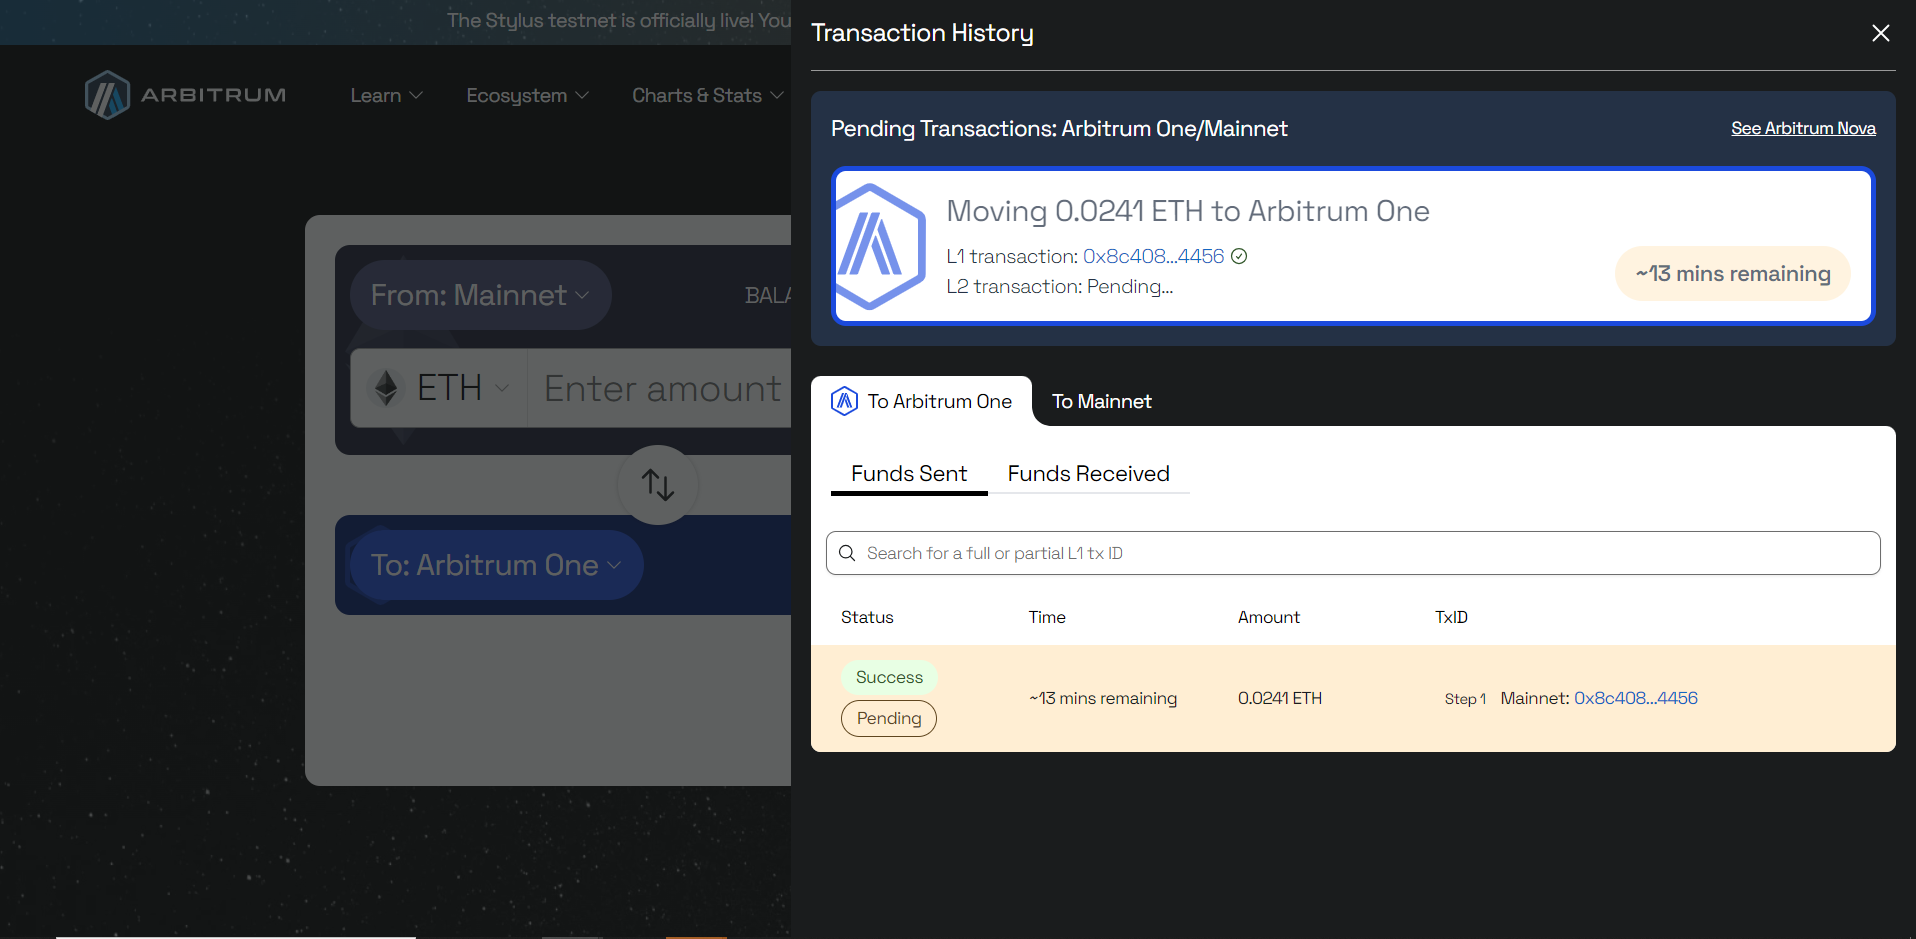 The Stylus testnet is officially live! You
ARBITRUM
Learn
Ecosystem
Charts & Stats
From: Mainnet
ETH
Enter amount
To: Arbitrum One
Transaction History
Pending Transactions: Arbitrum One/Mainnet
See Arbitrum Nova
Moving 0.0241 ETH to Arbitrum One
L1 transaction: 0x8c408...4456
L2 transaction: Pending...
~13 mins remaining
To Arbitrum One
To Mainnet
Funds Sent
Funds Received
Search for a full or partial L1 tx ID
Status
Time
Amount
TxID
Success
Pending
~13 mins remaining
0.0241 ETH
Step 1
Mainnet: 0x8c408...4456